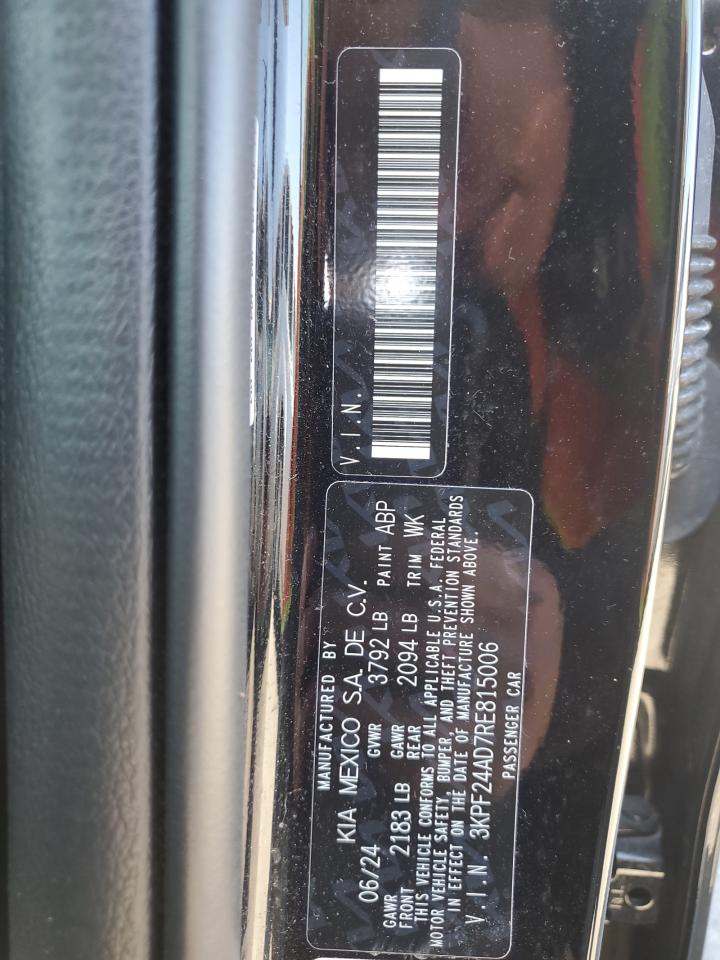 MANUFACTURED BY
KIA MEXICO S.A. DE C.V.
06/24 GVWR 3792 LB PAINT ABP
GAWR FRONT 2183 LB GAWR REAR 2094 LB TRIM WK
THIS VEHICLE CONFORMS TO ALL APPLICABLE U.S.A. FEDERAL
MOTOR VEHICLE SAFETY, BUMPER, AND THEFT PREVENTION STANDARDS
IN EFFECT ON THE DATE OF MANUFACTURE SHOWN ABOVE.
V.I.N. 3KPF24AD7RE815006
PASSENGER CAR
V.I.N.